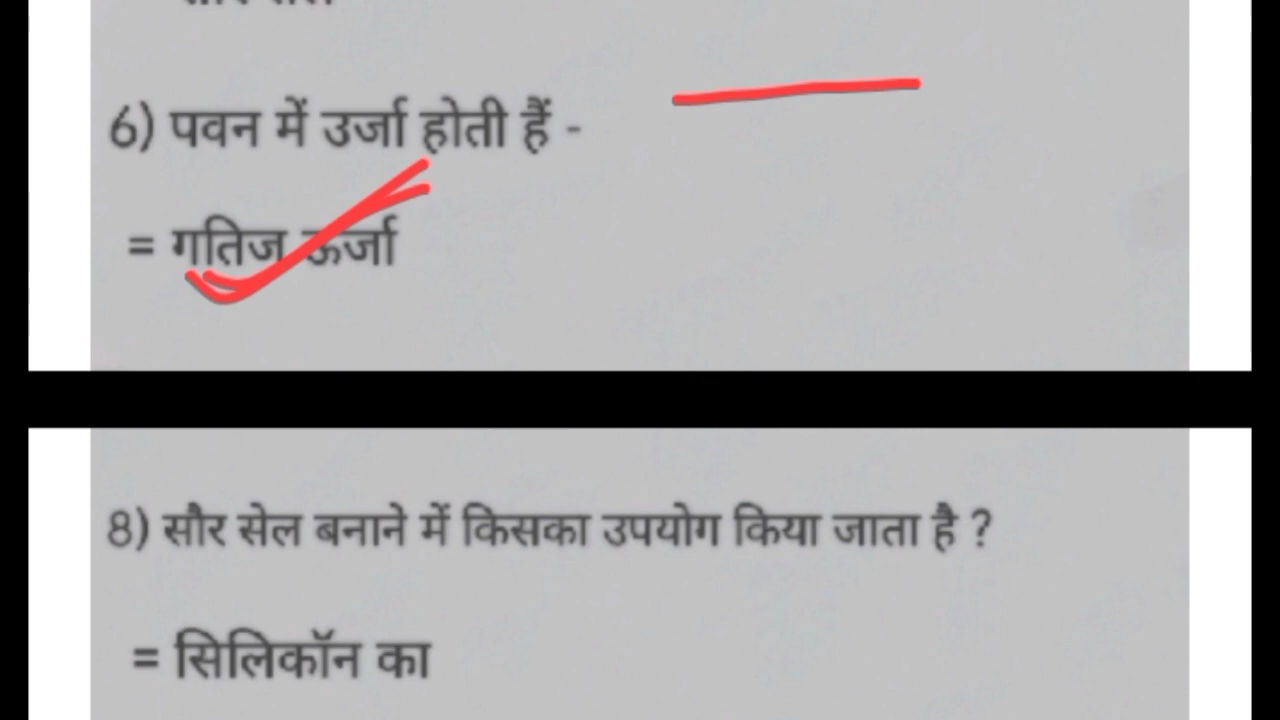 6) पवन में उर्जा होती हैं -
= गतिज ऊर्जा
8) सौर सेल बनाने में किसका उपयोग किया जाता है ?
= सिलिकॉन का